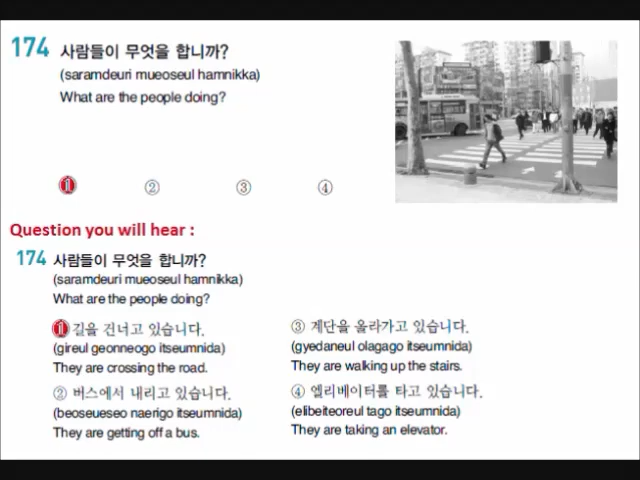 174 사람들이 무엇을 합니까?
(saramdeuri mueoseul hamnikka)
What are the people doing?
① ② ③ ④
Question you will hear :
174 사람들이 무엇을 합니까?
(saramdeuri mueoseul hamnikka)
What are the people doing?
① 길을 건너고 있습니다.
(gireul geonneogo itseumnida)
They are crossing the road.
② 버스에서 내리고 있습니다.
(beoseueseo naerigo itseumnida)
They are getting off a bus.
③ 계단을 올라가고 있습니다.
(gyedaneul olagago itseumnida)
They are walking up the stairs.
④ 엘리베이터를 타고 있습니다.
(elibeiteoreul tago itseumnida)
They are taking an elevator.